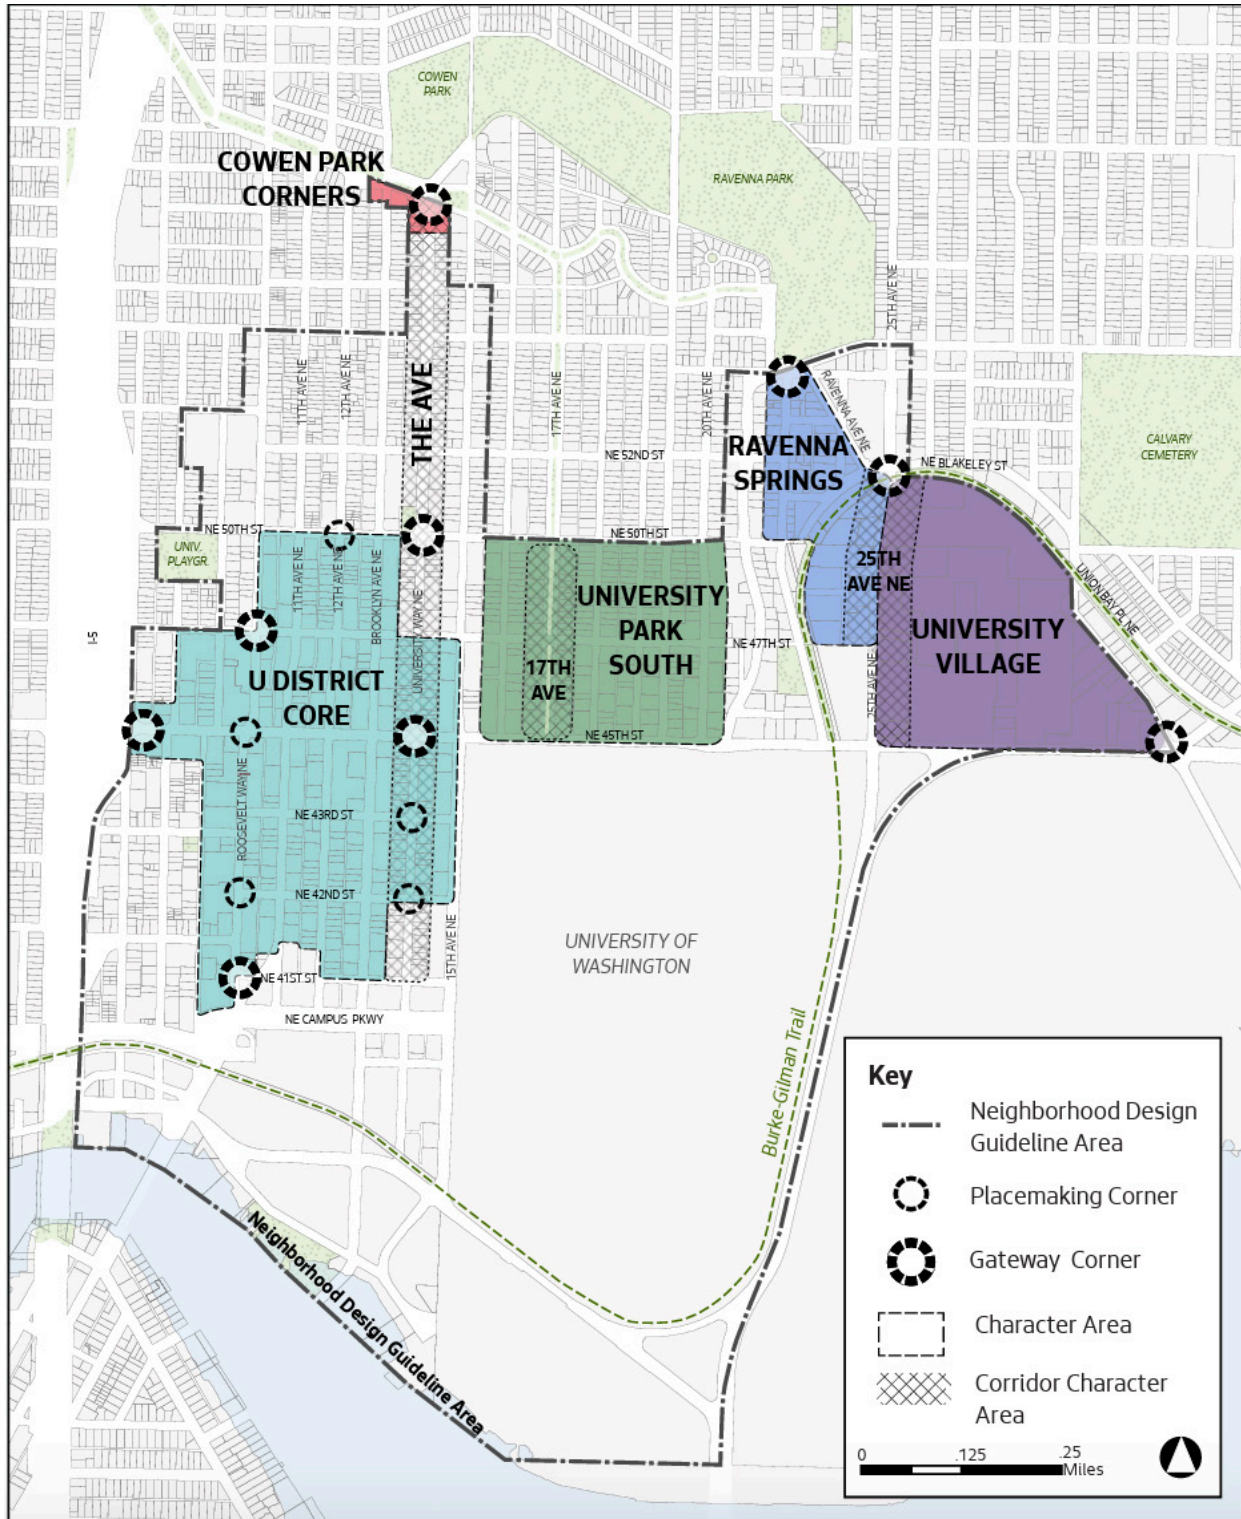 COWEN
PARK
COWEN PARK
CORNERS
RAVENNA PARK
25TH AVE NE
THE AVE
11TH AVE NE
12TH AVE NE
17TH AVE NE
20TH AVE NE
RAVENNA AVE NE
RAVENNA
SPRINGS
NE 52ND ST
NE BLAKELEY ST
CALVARY
CEMETERY
NE 50TH ST
NE 50TH ST
UNIV.
PLAYGR.
11TH AVE NE
12TH AVE NE
BROOKLYN AVE NE
UNIVERSITY WAY NE
25TH
AVE NE
UNION BAY PL NE
UNIVERSITY
PARK
SOUTH
17TH
AVE
NE 47TH ST
UNIVERSITY
VILLAGE
I-5
U DISTRICT
CORE
25TH AVE NE
NE 45TH ST
ROOSEVELT WAY NE
NE 43RD ST
NE 42ND ST
15TH AVE NE
UNIVERSITY OF
WASHINGTON
NE 41ST ST
NE CAMPUS PKWY
Burke-Gilman Trail
Neighborhood Design Guideline Area
Key
Neighborhood Design
Guideline Area
Placemaking Corner
Gateway Corner
Character Area
Corridor Character
Area
0 .125 .25
Miles